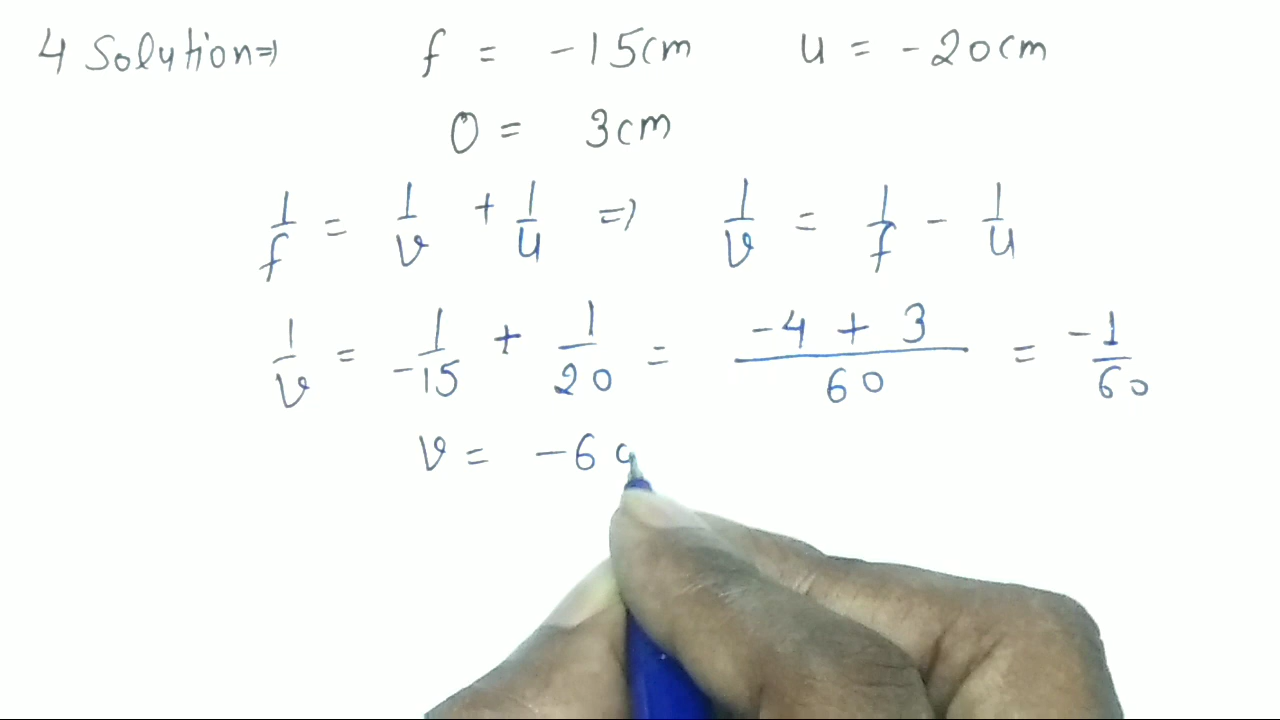 4 Solution⇒ f = -15cm u = -20cm
O = 3cm
1/f = 1/v + 1/u ⇒ 1/v = 1/f - 1/u
1/v = 1/-15 + 1/20 = (-4 + 3)/60 = -1/60
v = -6